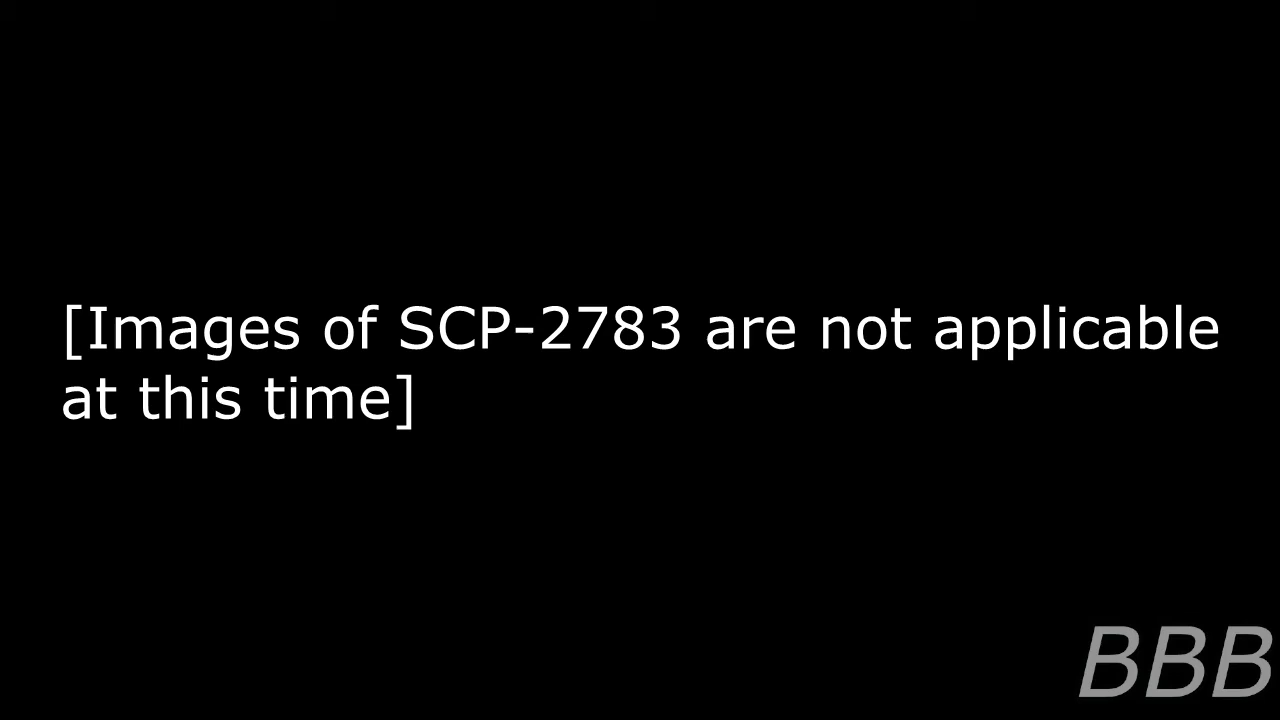 [Images of SCP-2783 are not applicable
at this time]
BBB